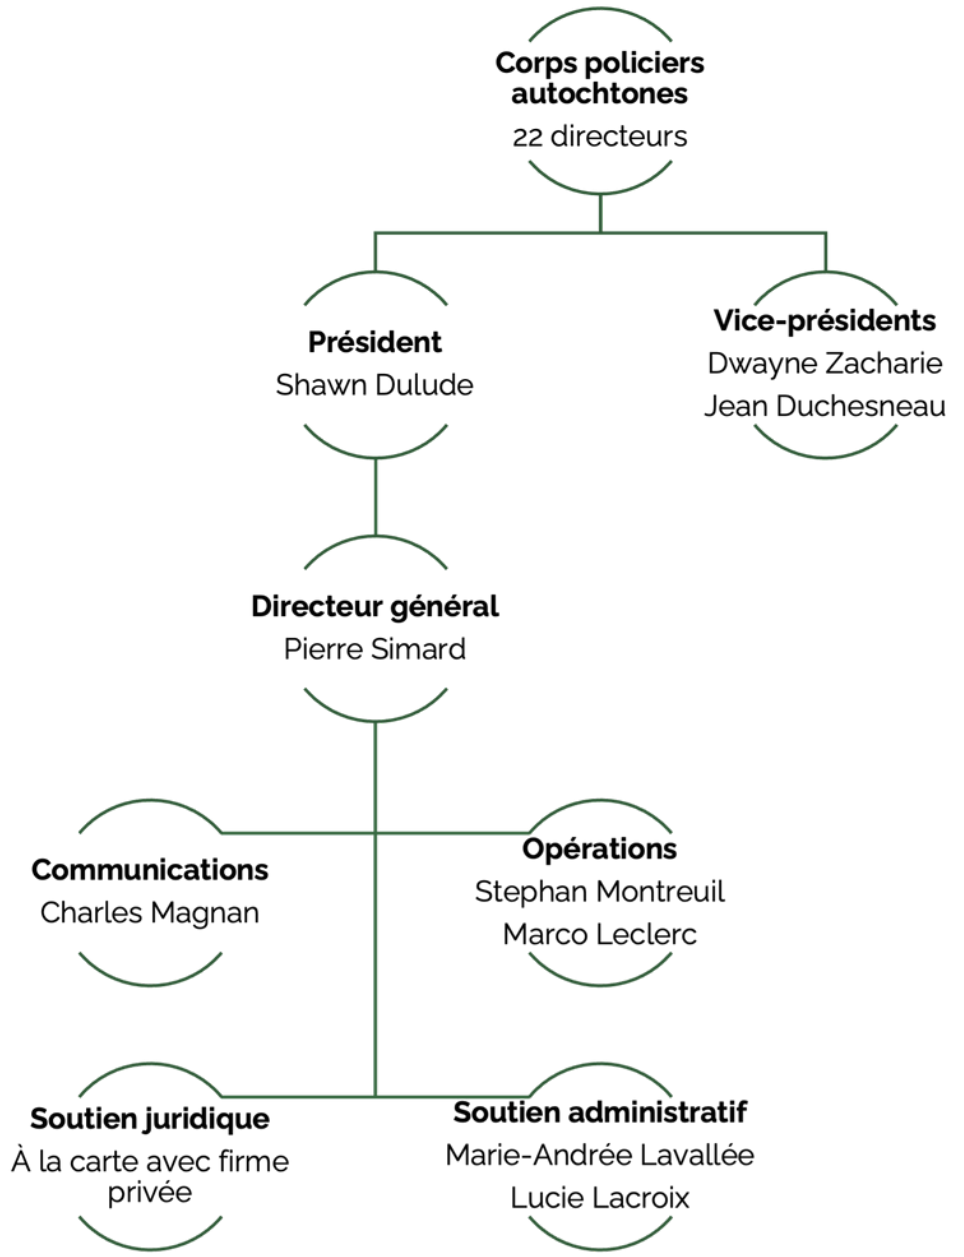 Corps policiers
autochtones
22 directeurs
Président
Shawn Dulude
Vice-présidents
Dwayne Zacharie
Jean Duchesneau
Directeur général
Pierre Simard
Communications
Charles Magnan
Opérations
Stephan Montreuil
Marco Leclerc
Soutien juridique
À la carte avec firme
privée
Soutien administratif
Marie-Andrée Lavallée
Lucie Lacroix